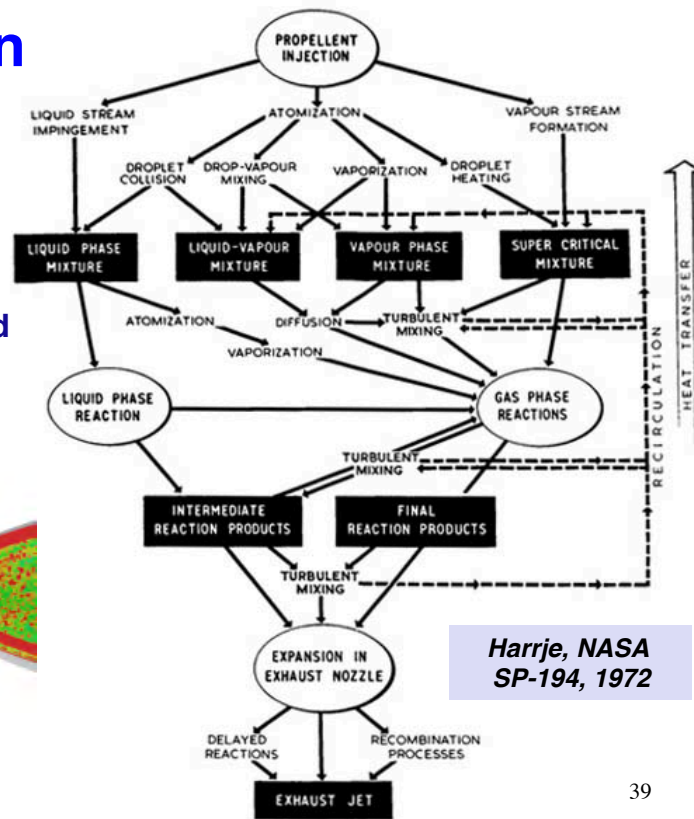 n
PROPELLENT
INJECTION
LIQUID STREAM
IMPINGEMENT
ATOMIZATION
VAPOUR STREAM
FORMATION
DROPLET
COLLISION
DROP-VAPOUR
MIXING
VAPORIZATION
DROPLET
HEATING
LIQUID PHASE
MIXTURE
LIQUID-VAPOUR
MIXTURE
VAPOUR PHASE
MIXTURE
SUPER CRITICAL
MIXTURE
HEAT TRANSFER
d
ATOMIZATION
DIFFUSION
TURBULENT
MIXING
VAPORIZATION
RECIRCULATION
LIQUID PHASE
REACTION
GAS PHASE
REACTIONS
TURBULENT
MIXING
INTERMEDIATE
REACTION PRODUCTS
FINAL
REACTION PRODUCTS
TURBULENT
MIXING
EXPANSION IN
EXHAUST NOZZLE
Harrje, NASA
SP-194, 1972
DELAYED
REACTIONS
RECOMBINATION
PROCESSES
EXHAUST JET
39